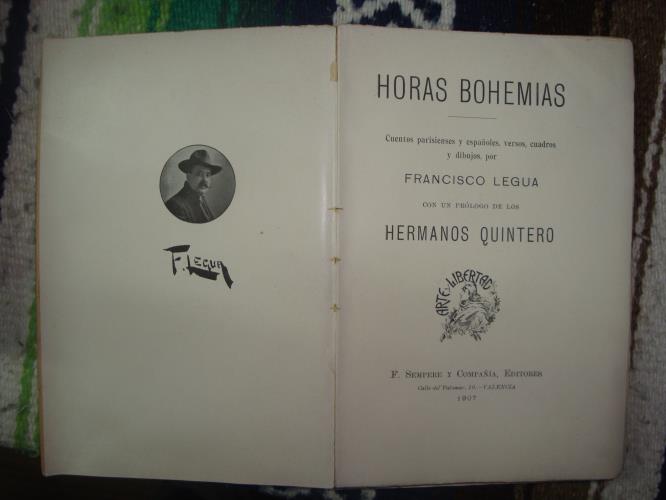 F. LEGUA
HORAS BOHEMIAS
Cuentos parisienses y españoles, versos, cuadros
y dibujos, por
FRANCISCO LEGUA
CON UN PRÓLOGO DE LOS
HERMANOS QUINTERO
ARTE Y LIBERTAD
F. SEMPERE Y COMPAÑÍA, EDITORES
Calle del Palomar, 10.—VALENCIA
1907